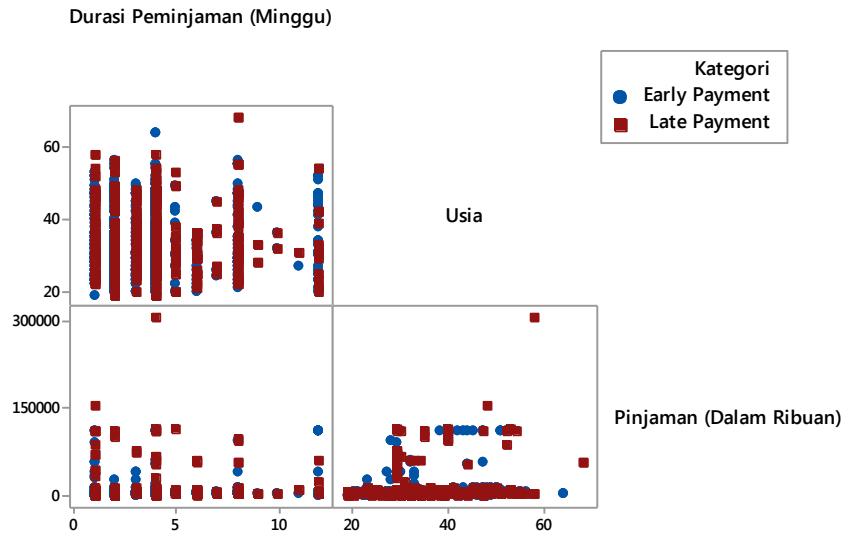 Durasi Peminjaman (Minggu)
Kategori
Early Payment
Late Payment
60
40
20
Usia
300000
150000
0
Pinjaman (Dalam Ribuan)
0 5 10 20 40 60